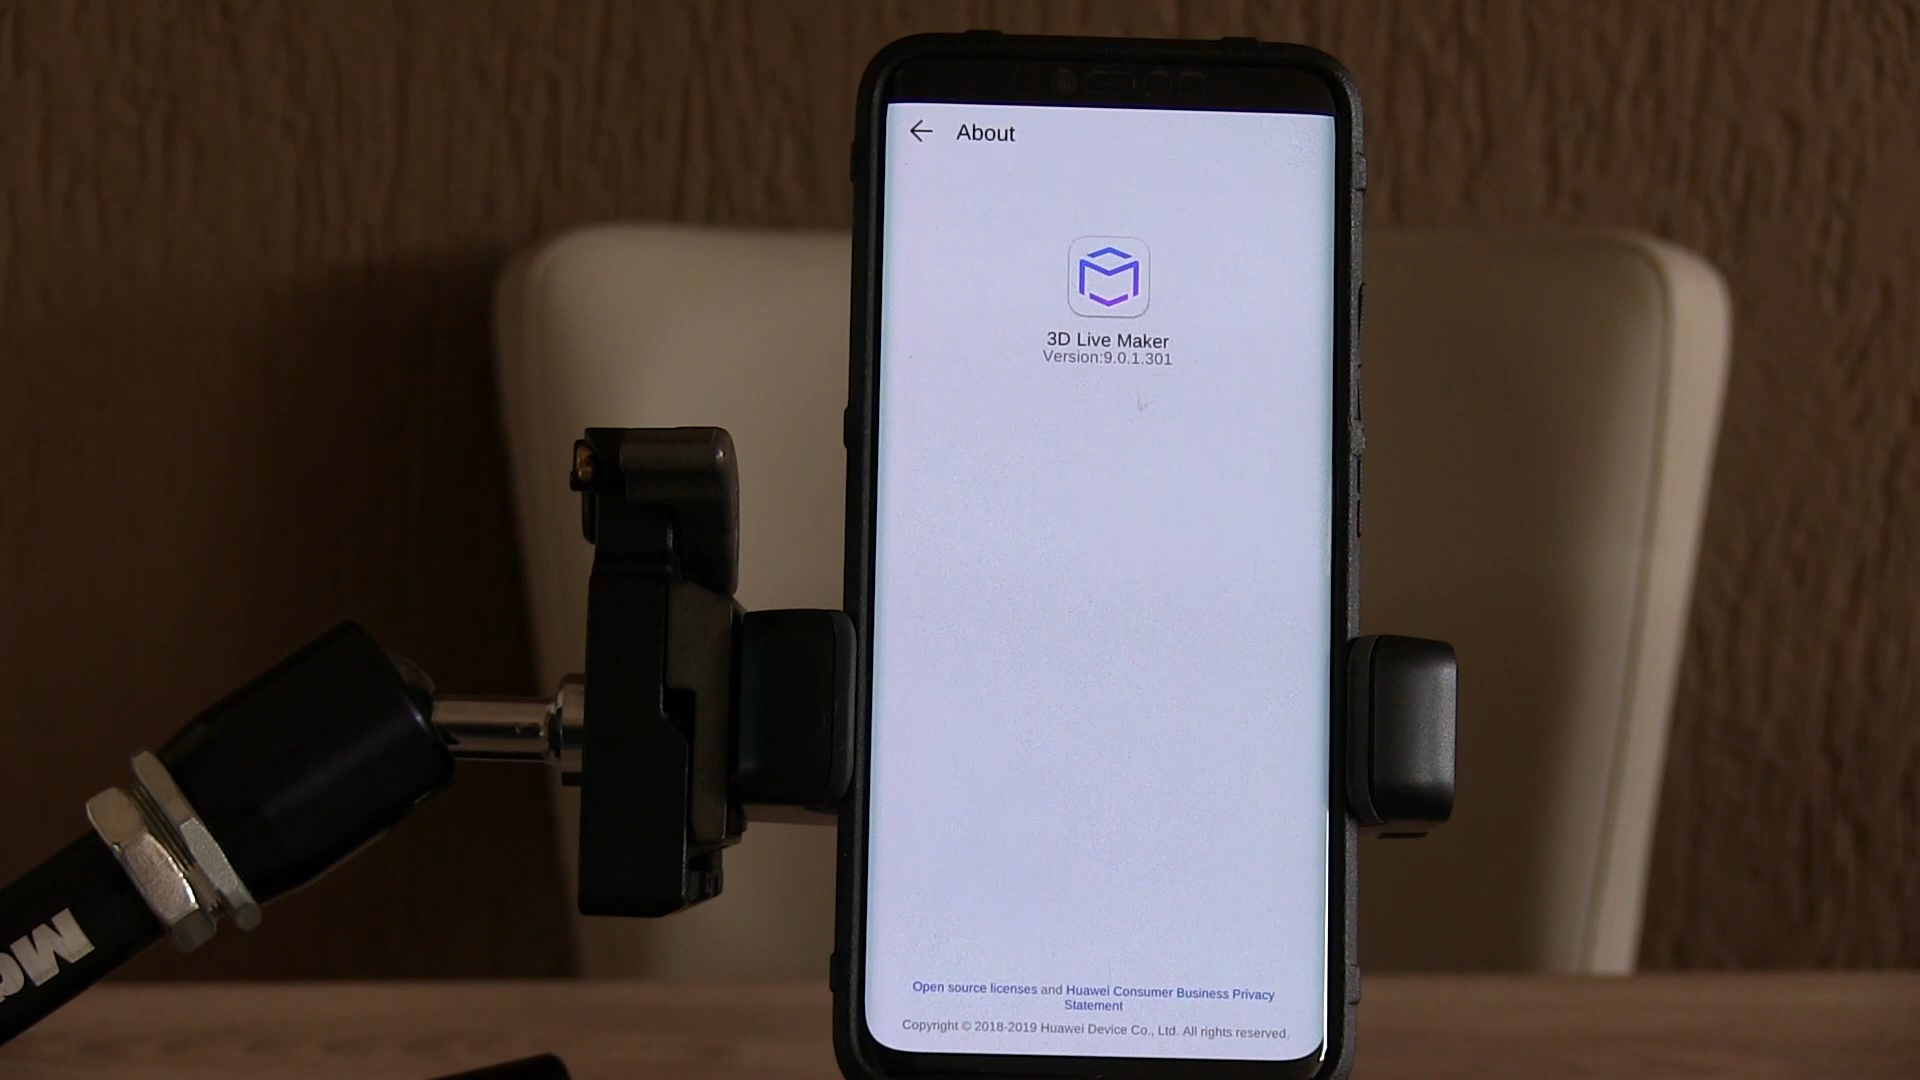 About
3D Live Maker
Version:9.0.1.301
Open source licenses and Huawei Consumer Business Privacy
Statement
Copyright © 2018-2019 Huawei Device Co., Ltd. All rights reserved.